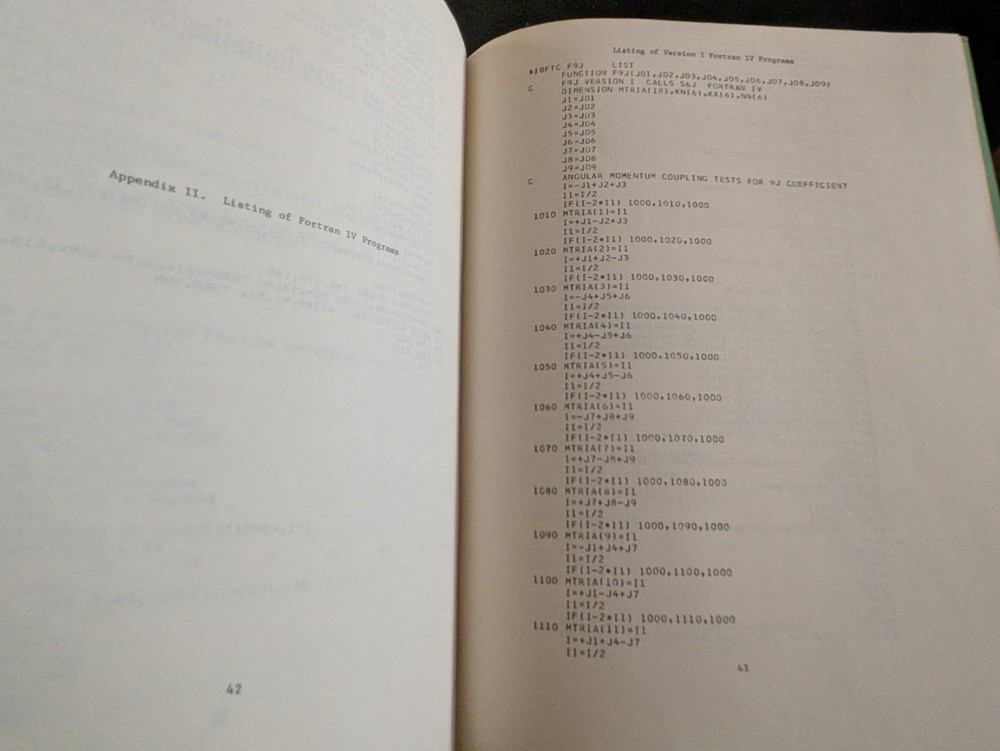 Appendix II. Listing of Fortran IV Programs
42
Listing of Version I Fortran IV Programs
$IBFTC F9J LIST
FUNCTION F9J(JD1,JD2,JD3,JD4,JD5,JD6,JD7,JD8,JD9)
C F9J VERSION I CALLS S6J FORTRAN IV
DIMENSION MTRIA(18),KN(6),KX(6),NN(6)
J1=JD1
J2=JD2
J3=JD3
J4=JD4
J5=JD5
J6=JD6
J7=JD7
J8=JD8
J9=JD9
C ANGULAR MOMENTUM COUPLING TESTS FOR 9J COEFFICIENT
I=-J1+J2+J3
I1=I/2
IF(I-2*I1) 1000,1010,1000
1010 MTRIA(1)=I1
I=+J1-J2+J3
I1=I/2
IF(I-2*I1) 1000,1020,1000
1020 MTRIA(2)=I1
I=+J1+J2-J3
I1=I/2
IF(I-2*I1) 1000,1030,1000
1030 MTRIA(3)=I1
I=-J4+J5+J6
I1=I/2
IF(I-2*I1) 1000,1040,1000
1040 MTRIA(4)=I1
I=+J4-J5+J6
I1=I/2
IF(I-2*I1) 1000,1050,1000
1050 MTRIA(5)=I1
I=+J4+J5-J6
I1=I/2
IF(I-2*I1) 1000,1060,1000
1060 MTRIA(6)=I1
I=-J7+J8+J9
I1=I/2
IF(I-2*I1) 1000,1070,1000
1070 MTRIA(7)=I1
I=+J7-J8+J9
I1=I/2
IF(I-2*I1) 1000,1080,1000
1080 MTRIA(8)=I1
I=+J7+J8-J9
I1=I/2
IF(I-2*I1) 1000,1090,1000
1090 MTRIA(9)=I1
I=-J1+J4+J7
I1=I/2
IF(I-2*I1) 1000,1100,1000
1100 MTRIA(10)=I1
I=+J1-J4+J7
I1=I/2
IF(I-2*I1) 1000,1110,1000
1110 MTRIA(11)=I1
I=+J1+J4-J7
I1=I/2
43